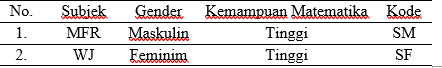 No. Subjek Gender Kemampuan Matematika Kode
1. MFR Maskulin Tinggi SM
2. WJ Feminim Tinggi SF